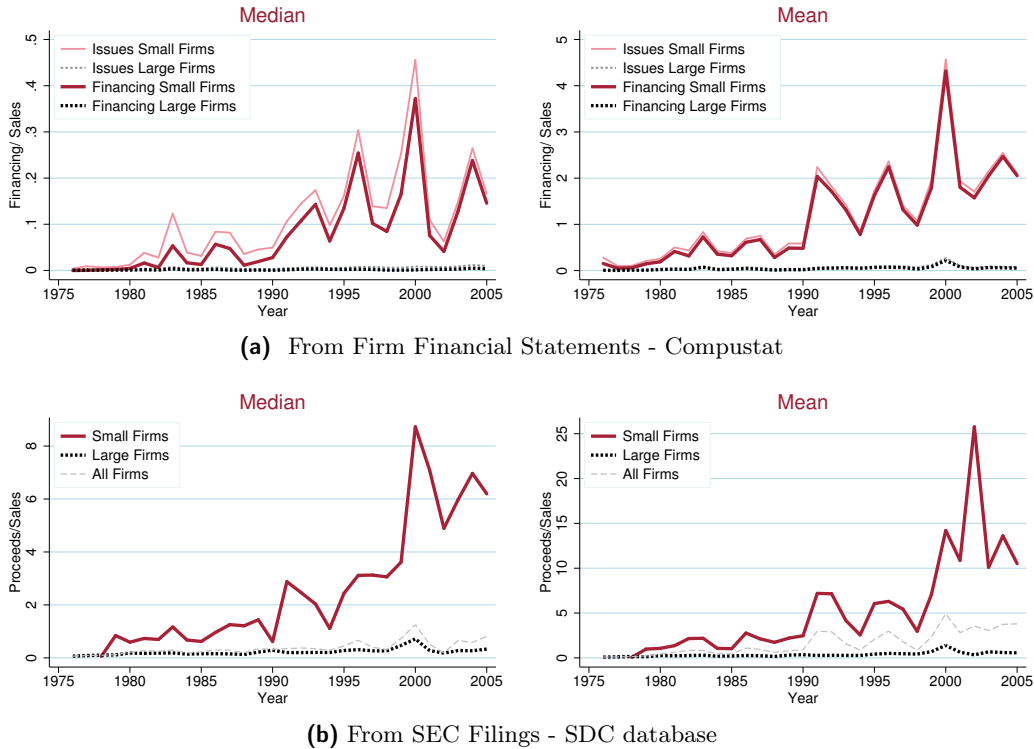 Median
Financing/ Sales
.5
.4
.3
.2
.1
0
Issues Small Firms
Issues Large Firms
Financing Small Firms
Financing Large Firms
1975 1980 1985 1990 1995 2000 2005
Year
Mean
Financing/ Sales
5
4
3
2
1
0
Issues Small Firms
Issues Large Firms
Financing Small Firms
Financing Large Firms
1975 1980 1985 1990 1995 2000 2005
Year
(a) From Firm Financial Statements - Compustat
Median
Proceeds/Sales
8
6
4
2
0
Small Firms
Large Firms
All Firms
1975 1980 1985 1990 1995 2000 2005
Year
Mean
Proceeds/Sales
25
20
15
10
5
0
Small Firms
Large Firms
All Firms
1975 1980 1985 1990 1995 2000 2005
Year
(b) From SEC Filings - SDC database